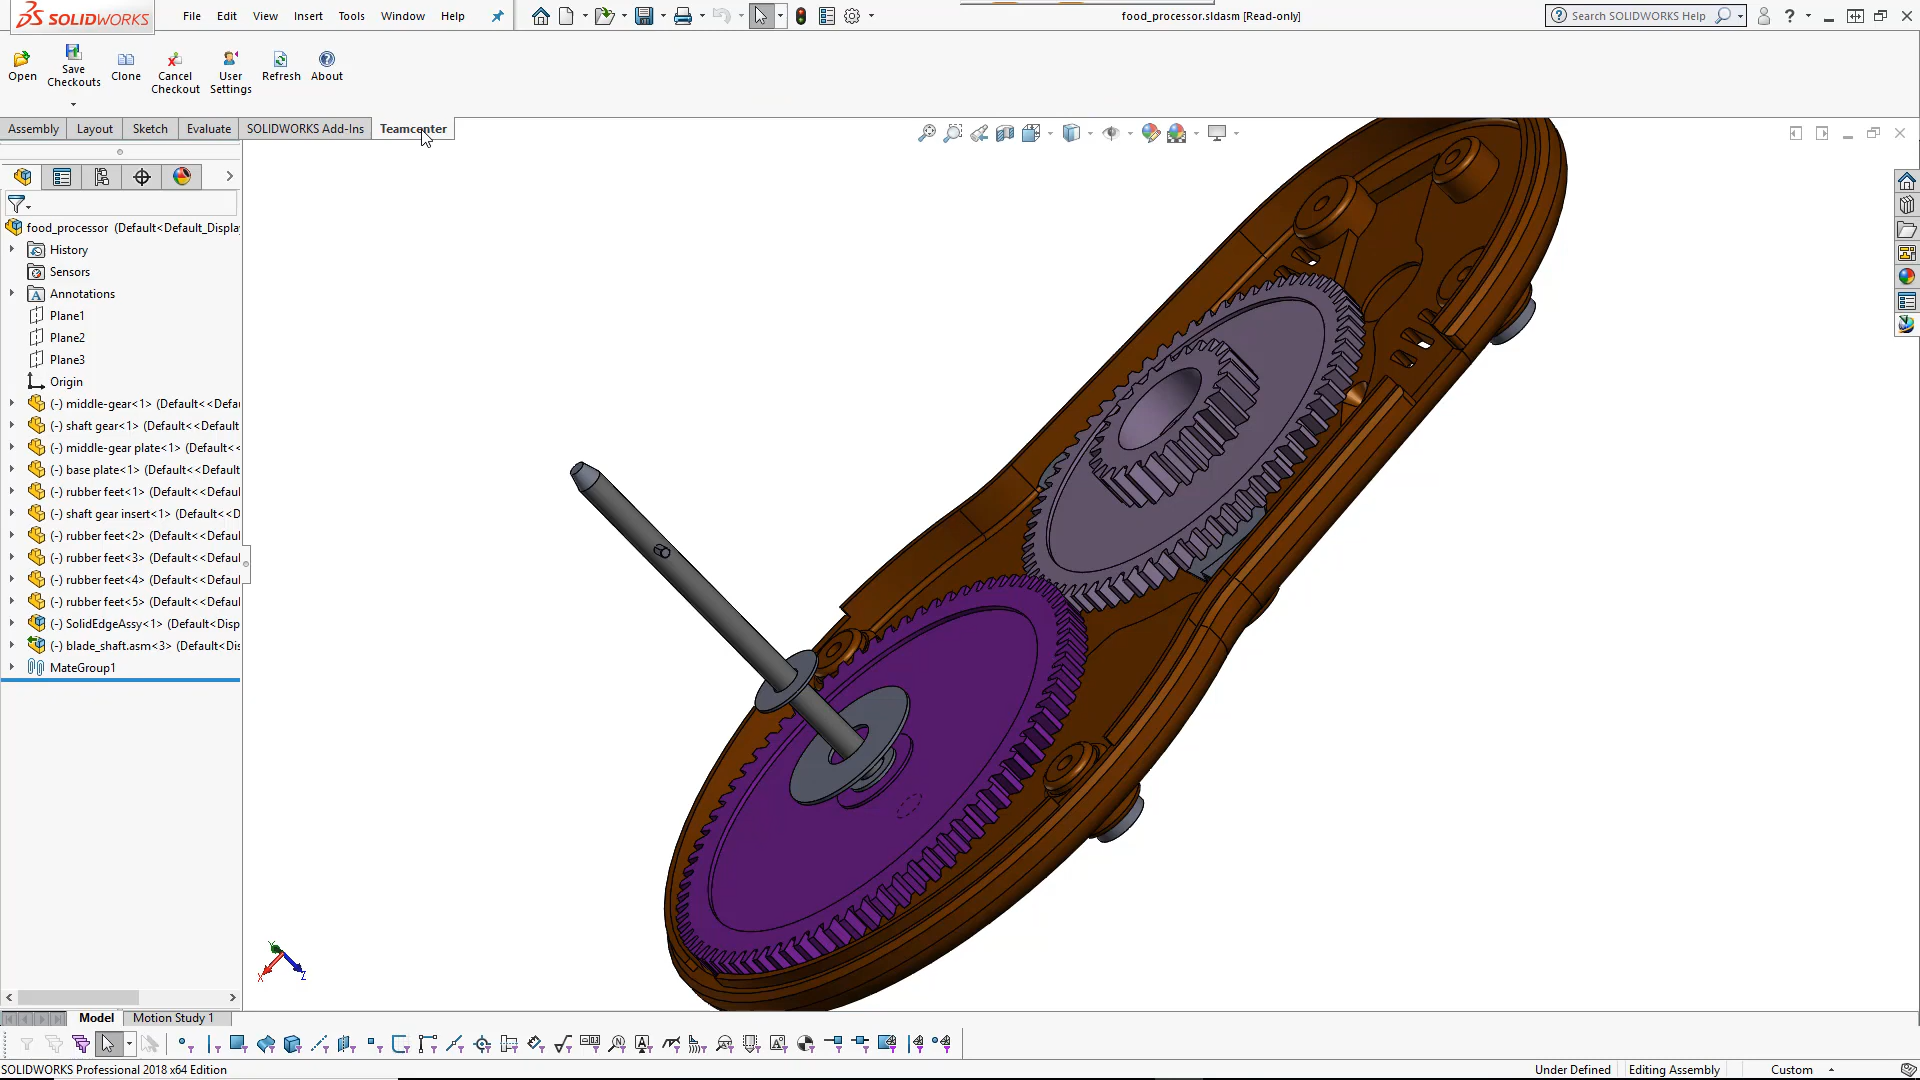 SOLIDWORKS File Edit View Insert Tools Window Help food_processor.sldasm [Read-only] Search SOLIDWORKS Help
Open Save Checkouts Clone Cancel Checkout User Settings Refresh About
Assembly Layout Sketch Evaluate SOLIDWORKS Add-Ins Teamcenter
food_processor (Default<Default_Displa
History
Sensors
Annotations
Plane1
Plane2
Plane3
Origin
(-) middle-gear<1> (Default<<Defau
(-) shaft gear<1> (Default<<Default
(-) middle-gear plate<1> (Default<<
(-) base plate<1> (Default<<Default
(-) rubber feet<1> (Default<<Defaul
(-) shaft gear insert<1> (Default<<D
(-) rubber feet<2> (Default<<Defaul
(-) rubber feet<3> (Default<<Defaul
(-) rubber feet<4> (Default<<Defaul
(-) rubber feet<5> (Default<<Defaul
(-) SolidEdgeAssy<1> (Default<Disp
(-) blade_shaft.asm<3> (Default<Dis
MateGroup1
Y
X Z
Model Motion Study 1
SOLIDWORKS Professional 2018 x64 Edition Under Defined Editing Assembly Custom